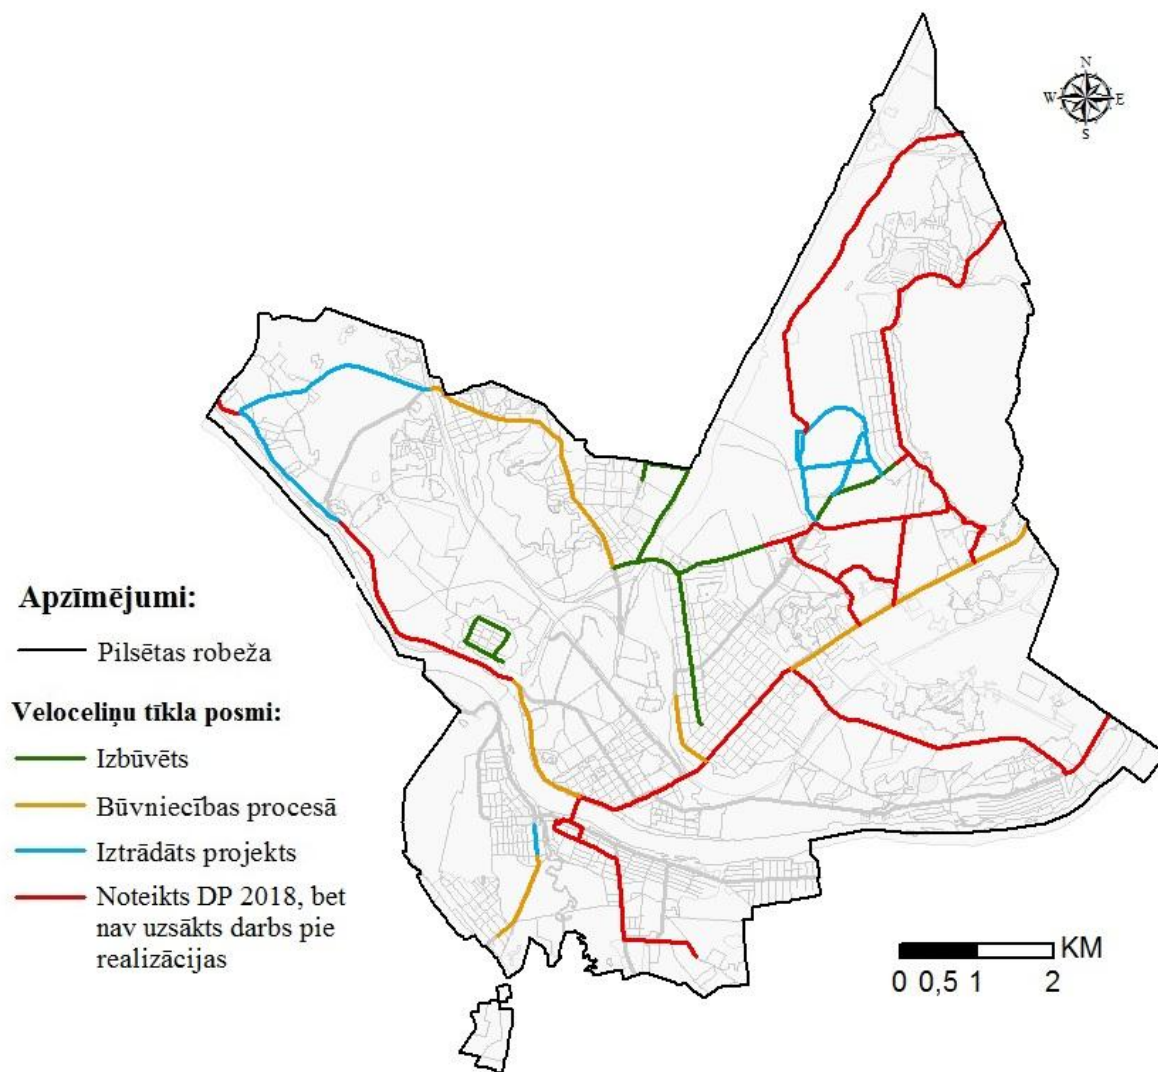 N
W E
S
Apzīmējumi:
Pilsētas robeža
Veloceliņu tīkla posmi:
Izbūvēts
Būvniecības procesā
Iztrādāts projekts
Noteikts DP 2018, bet
nav uzsākts darbs pie
realizācijas
KM
0 0,5 1 2